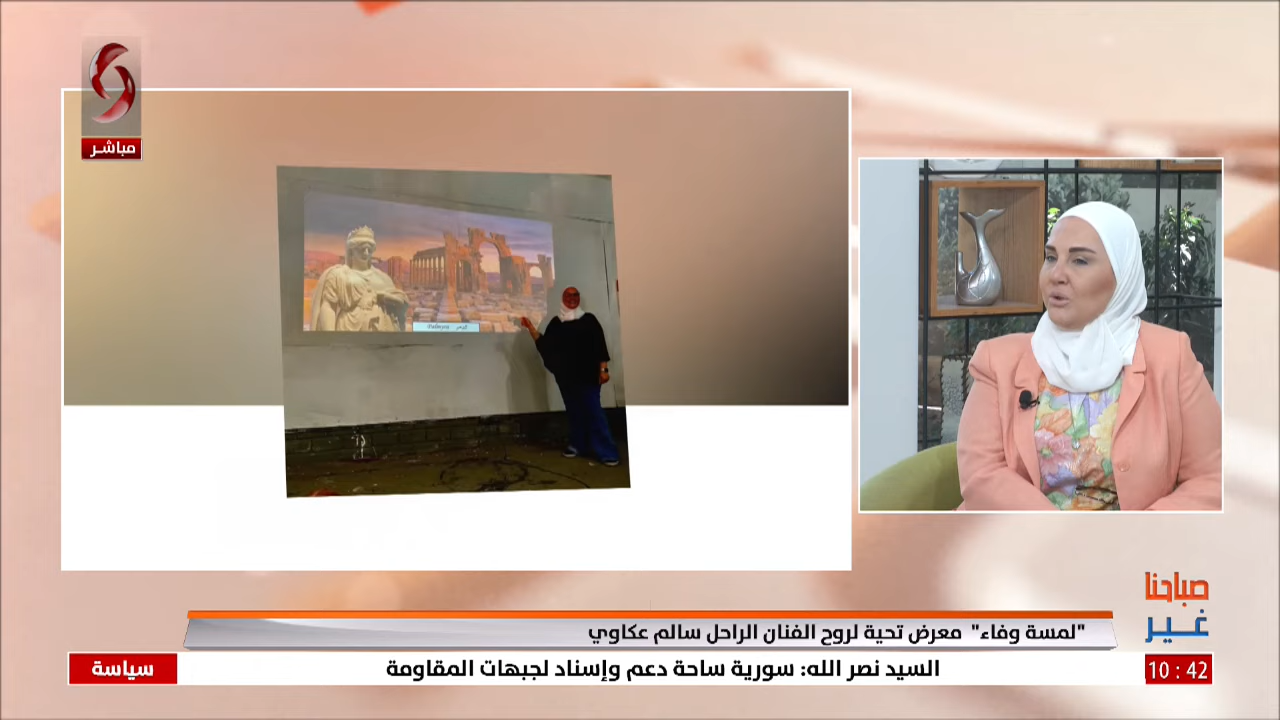 مباشر
صباحنا
غير
"لمسة وفاء" معرض تحية لروح الفنان الراحل سالم عكاوي
سياسة
السيد نصر الله: سورية ساحة دعم وإسناد لجبهات المقاومة
10 : 42